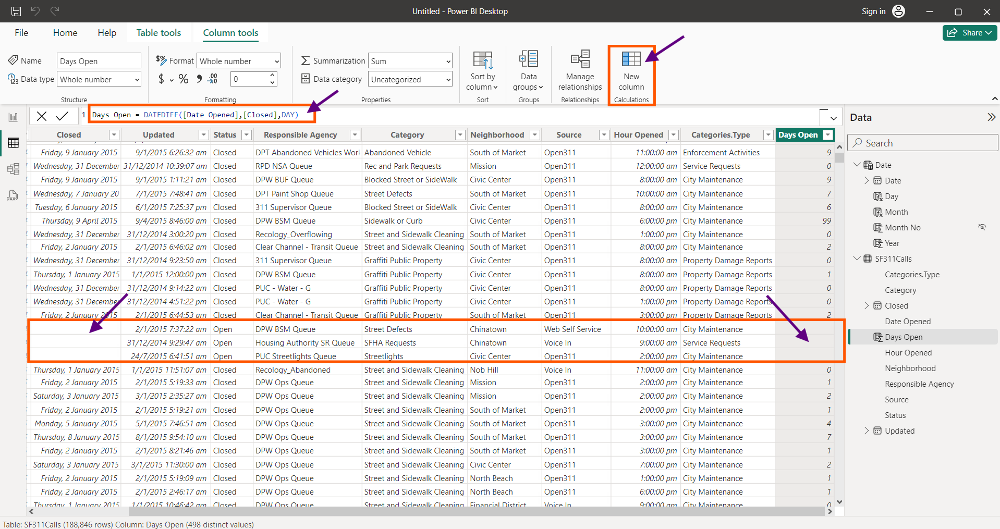 Untitled - Power BI Desktop
Sign in
File Home Help Table tools Column tools
Share
Name Days Open
Data type Whole number
Structure
Format Whole number
$ % 0
Formatting
Summarization Sum
Data category Uncategorized
Properties
Sort by column
Sort
Data groups
Groups
Manage relationships
Relationships
New column
Calculations
1 Days Open = DATEDIFF([Date Opened],[Closed],DAY)
Closed Updated Status Responsible Agency Category Neighborhood Source Hour Opened Categories.Type Days Open
Friday, 9 January 2015 9/1/2015 6:26:32 am Closed DPT Abandoned Vehicles Work Abandoned Vehicle South of Market Open311 11:00:00 am Enforcement Activities 9
Wednesday, 31 December 31/12/2014 10:39:07 am Closed RPD NSA Queue Rec and Park Requests Mission Open311 12:00:00 am Service Requests 0
Friday, 9 January 2015 9/1/2015 1:11:21 am Closed DPW BUF Queue Blocked Street or SideWalk Civic Center Open311 8:00:00 am City Maintenance 9
Wednesday, 7 January 20 7/1/2015 7:48:41 am Closed DPT Paint Shop Queue Street Defects South of Market Open311 10:00:00 am City Maintenance 7
Tuesday, 6 January 2015 6/1/2015 7:25:37 pm Closed 311 Supervisor Queue Blocked Street or SideWalk Civic Center Open311 8:00:00 am City Maintenance 6
Thursday, 9 April 2015 9/4/2015 8:46:00 am Closed DPW BSM Queue Sidewalk or Curb Civic Center Open311 6:00:00 pm City Maintenance 99
Wednesday, 31 December 31/12/2014 3:00:20 pm Closed Recology_Overflowing Street and Sidewalk Cleaning South of Market Open311 1:00:00 pm City Maintenance 0
Friday, 2 January 2015 2/1/2015 6:46:02 am Closed Clear Channel - Transit Queue Street and Sidewalk Cleaning South of Market Open311 8:00:00 pm City Maintenance 2
Wednesday, 31 December 31/12/2014 9:23:50 am Closed 311 Supervisor Queue Graffiti Public Property Civic Center Open311 8:00:00 am Property Damage Reports 0
Thursday, 1 January 2015 1/1/2015 12:00:00 pm Closed DPW BSM Queue Graffiti Public Property Civic Center Open311 8:00:00 am Property Damage Reports 1
Wednesday, 31 December 31/12/2014 9:14:22 am Closed PUC - Water - G Graffiti Public Property Civic Center Open311 8:00:00 am Property Damage Reports 0
Wednesday, 31 December 31/12/2014 4:51:22 pm Closed PUC - Water - G Graffiti Public Property Civic Center Open311 1:00:00 pm Property Damage Reports 0
Friday, 2 January 2015 2/1/2015 6:44:53 am Closed Clear Channel - Transit Queue Graffiti Public Property South of Market Open311 3:00:00 pm Property Damage Reports 2
2/1/2015 7:37:22 am Open DPW BSM Queue Street Defects Chinatown Web Self Service 10:00:00 am City Maintenance
31/12/2014 9:29:47 am Open Housing Authority SR Queue SFHA Requests Chinatown Voice In 9:00:00 am Service Requests
24/7/2015 6:41:51 am Open PUC Streetlights Queue Streetlights Civic Center Open311 2:00:00 pm City Maintenance
Thursday, 1 January 2015 1/1/2015 11:51:07 am Closed Recology_Abandoned Street and Sidewalk Cleaning Nob Hill Voice In 11:00:00 am City Maintenance 0
Friday, 2 January 2015 2/1/2015 5:19:33 am Closed DPW Ops Queue Street and Sidewalk Cleaning Mission Open311 2:00:00 pm City Maintenance 1
Saturday, 3 January 2015 3/1/2015 2:35:27 am Closed DPW Ops Queue Street and Sidewalk Cleaning Mission Open311 2:00:00 pm City Maintenance 2
Friday, 2 January 2015 2/1/2015 5:19:21 am Closed DPW Ops Queue Street and Sidewalk Cleaning South of Market Open311 2:00:00 pm City Maintenance 1
Monday, 5 January 2015 5/1/2015 7:46:51 am Closed DPW Ops Queue Street and Sidewalk Cleaning South of Market Open311 3:00:00 pm City Maintenance 4
Thursday, 8 January 2015 8/1/2015 9:54:10 am Closed DPW Ops Queue Street and Sidewalk Cleaning South of Market Open311 3:00:00 pm City Maintenance 7
Friday, 2 January 2015 2/1/2015 8:21:46 am Closed DPW Ops Queue Street and Sidewalk Cleaning South of Market Open311 3:00:00 pm City Maintenance 1
Saturday, 3 January 2015 3/1/2015 11:30:00 am Closed DPW Ops Queue Street and Sidewalk Cleaning Civic Center Open311 7:00:00 pm City Maintenance 2
Friday, 2 January 2015 2/1/2015 5:19:09 am Closed DPW Ops Queue Street and Sidewalk Cleaning North Beach Open311 1:00:00 pm City Maintenance 1
Friday, 2 January 2015 2/1/2015 2:46:17 am Closed DPW Ops Queue Street and Sidewalk Cleaning North Beach Open311 6:00:00 pm City Maintenance 1
Thursday, 1 January 2015 1/1/2015 10:46:42 am Closed DPW Ops Queue Street and Sidewalk Cleaning Financial District Voice In 9:00:00 am City Maintenance 0
Data
Search
Date
Date
Day
Month
Month No
Year
SF311Calls
Categories.Type
Category
Closed
Date Opened
Days Open
Hour Opened
Neighborhood
Responsible Agency
Source
Status
Updated
Table: SF311Calls (188,846 rows) Column: Days Open (498 distinct values)